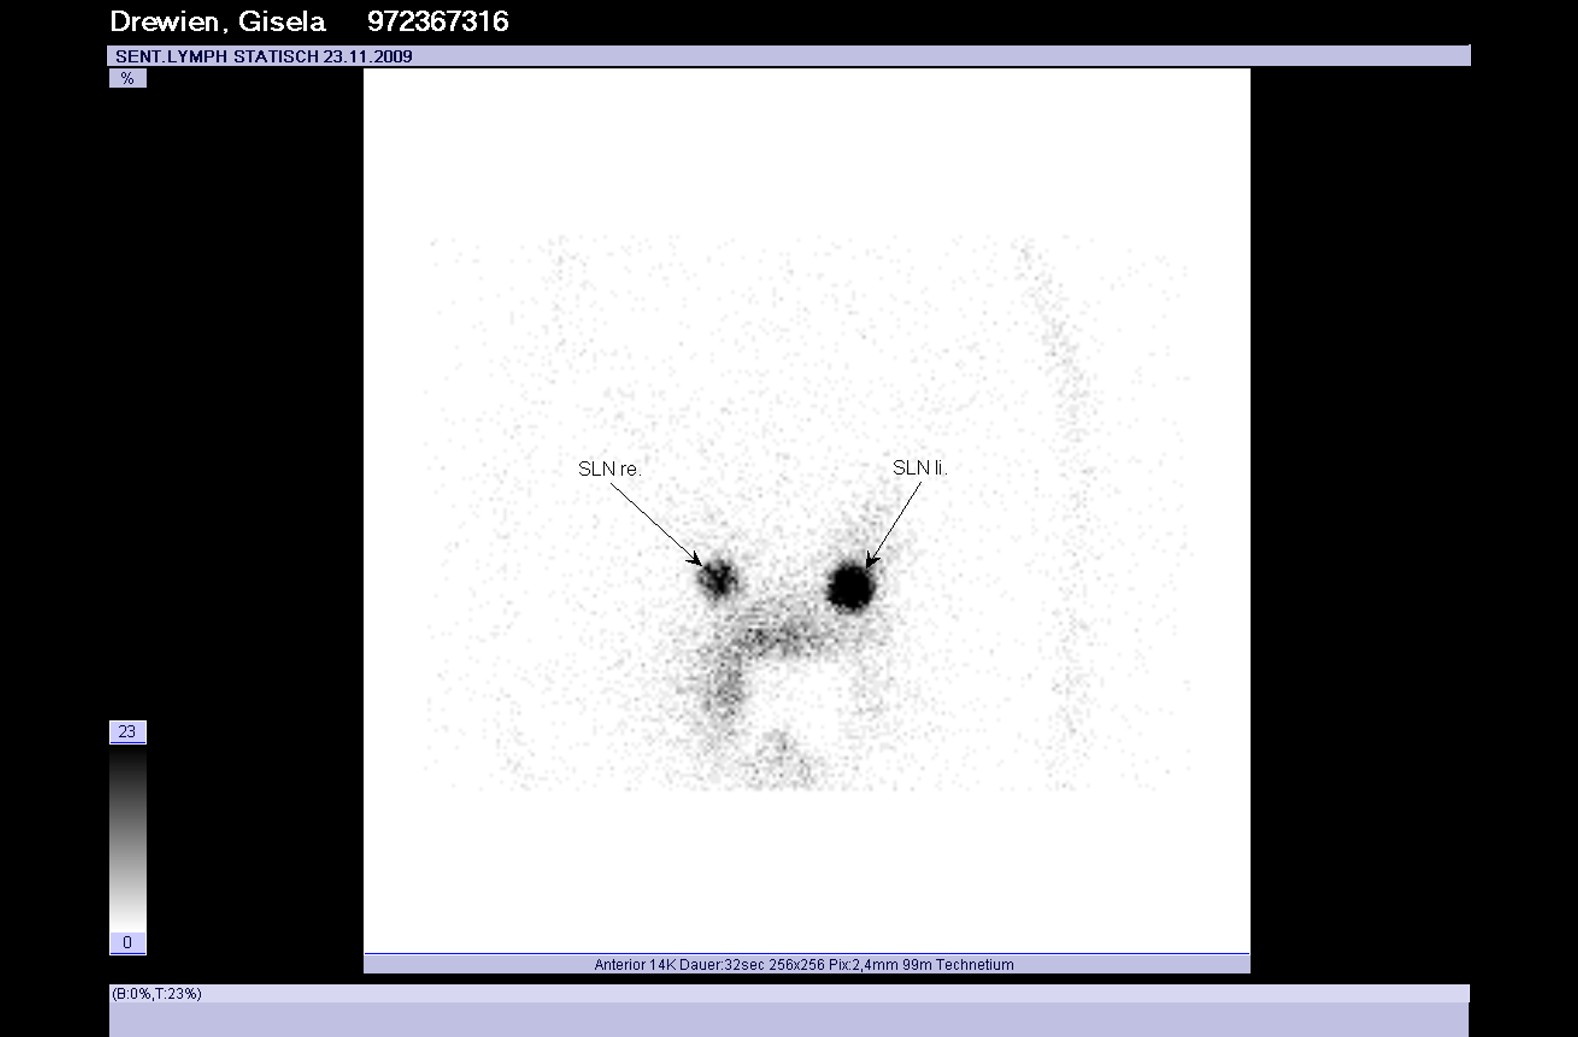 Drewien, Gisela 972367316
SENT.LYMPH STATISCH 23.11.2009
%
SLN re.
SLN li.
23
0
Anterior 14K Dauer:32sec 256x256 Pix:2,4mm 99m Technetium
(B:0%,T:23%)